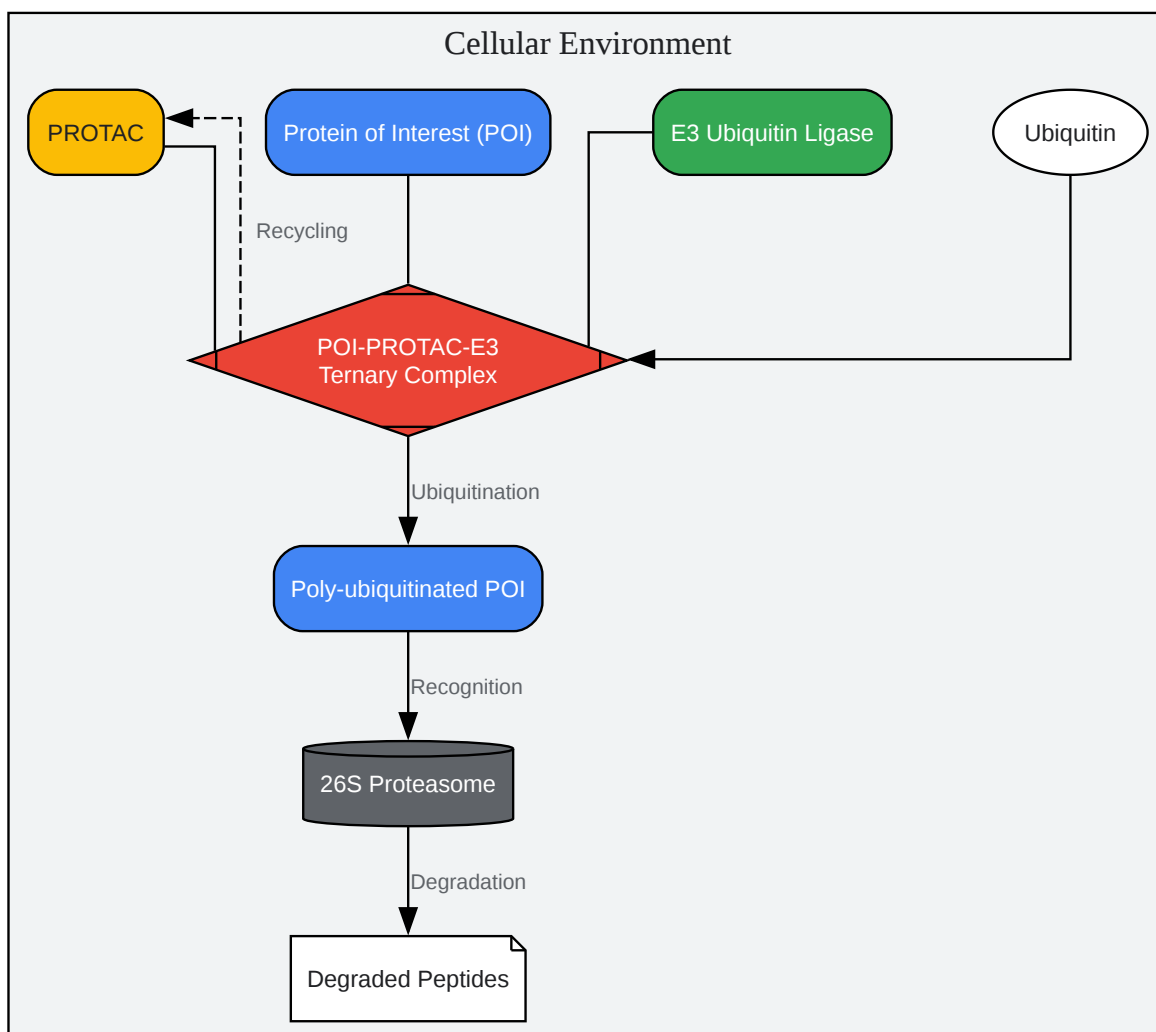 Cellular Environment
PROTAC
Protein of Interest (POI)
E3 Ubiquitin Ligase
Ubiquitin
Recycling
POI-PROTAC-E3
Ternary Complex
Ubiquitination
Poly-ubiquitinated POI
Recognition
26S Proteasome
Degradation
Degraded Peptides